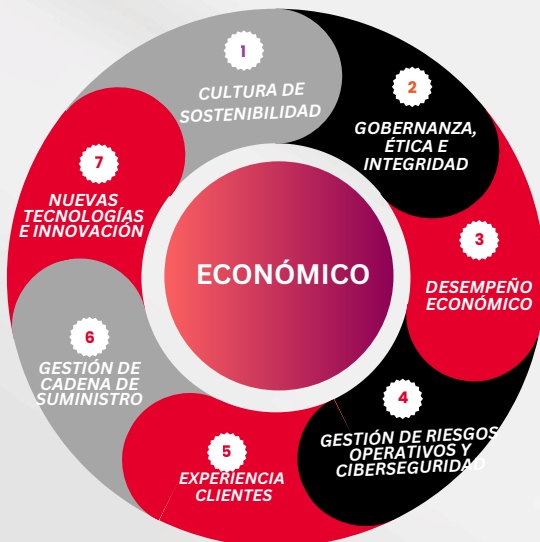 1
CULTURA DE
SOSTENIBILIDAD
2
GOBERNANZA,
ÉTICA E
INTEGRIDAD
3
DESEMPEÑO
ECONÓMICO
4
GESTIÓN DE RIESGOS
OPERATIVOS Y
CIBERSEGURIDAD
5
EXPERIENCIA
CLIENTES
6
GESTIÓN DE
CADENA DE
SUMINISTRO
7
NUEVAS
TECNOLOGÍAS
E INNOVACIÓN
ECONÓMICO